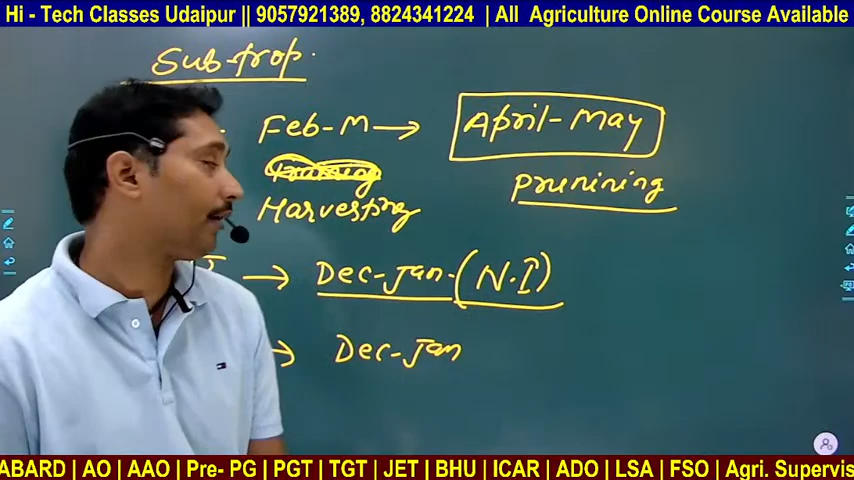 Hi - Tech Classes Udaipur || 9057921389, 8824341224 | All Agriculture Online Course Available
Sub-trop.
Feb-M → April-May
Prunining
Harvesting
J → Dec-Jan-(N.I)
→ Dec-Jan
ABARD | AO | AAO | Pre- PG | PGT | TGT | JET | BHU | ICAR | ADO | LSA | FSO | Agri. Supervis